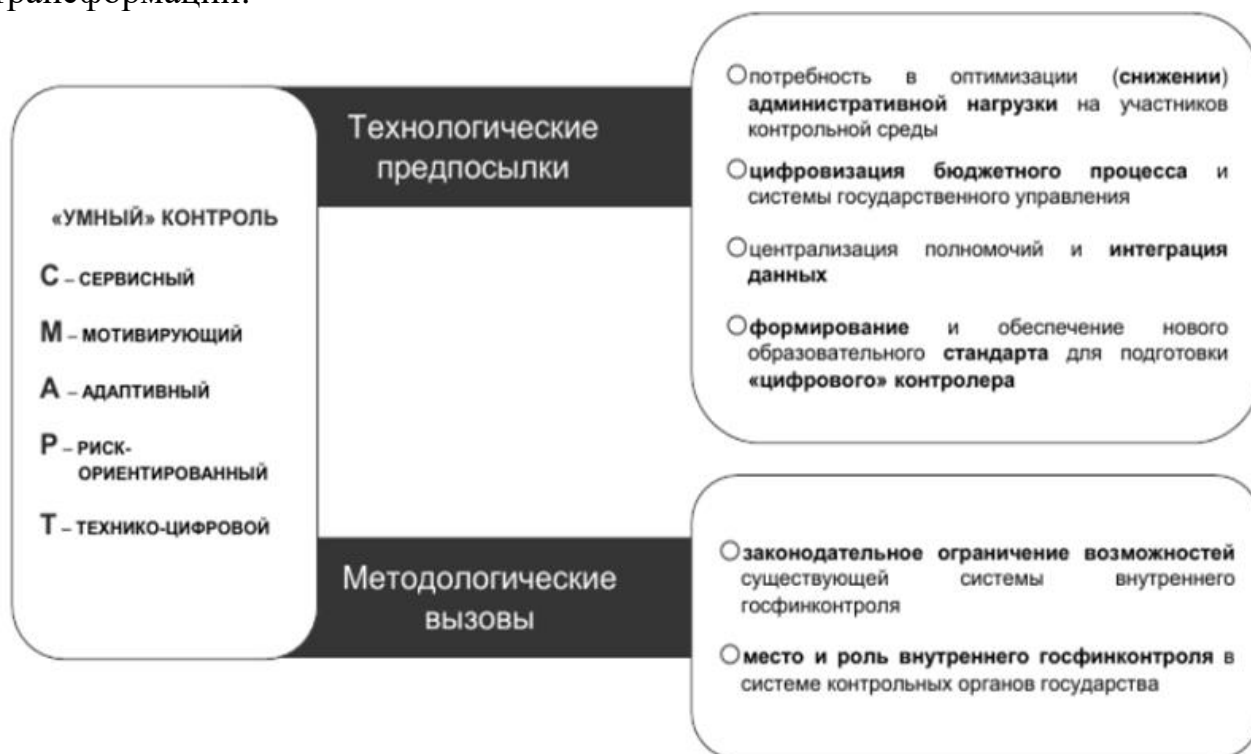 трансформации.
«УМНЫЙ» КОНТРОЛЬ
С – СЕРВИСНЫЙ
М – МОТИВИРУЮЩИЙ
А – АДАПТИВНЫЙ
Р – РИСК-
ОРИЕНТИРОВАННЫЙ
Т – ТЕХНИКО-ЦИФРОВОЙ
Технологические
предпосылки
потребность в оптимизации (снижении)
административной нагрузки на участников
контрольной среды
цифровизация бюджетного процесса и
системы государственного управления
централизация полномочий и интеграция
данных
формирование и обеспечение нового
образовательного стандарта для подготовки
«цифрового» контролера
Методологические
вызовы
законодательное ограничение возможностей
существующей системы внутреннего
госфинконтроля
место и роль внутреннего госфинконтроля в
системе контрольных органов государства